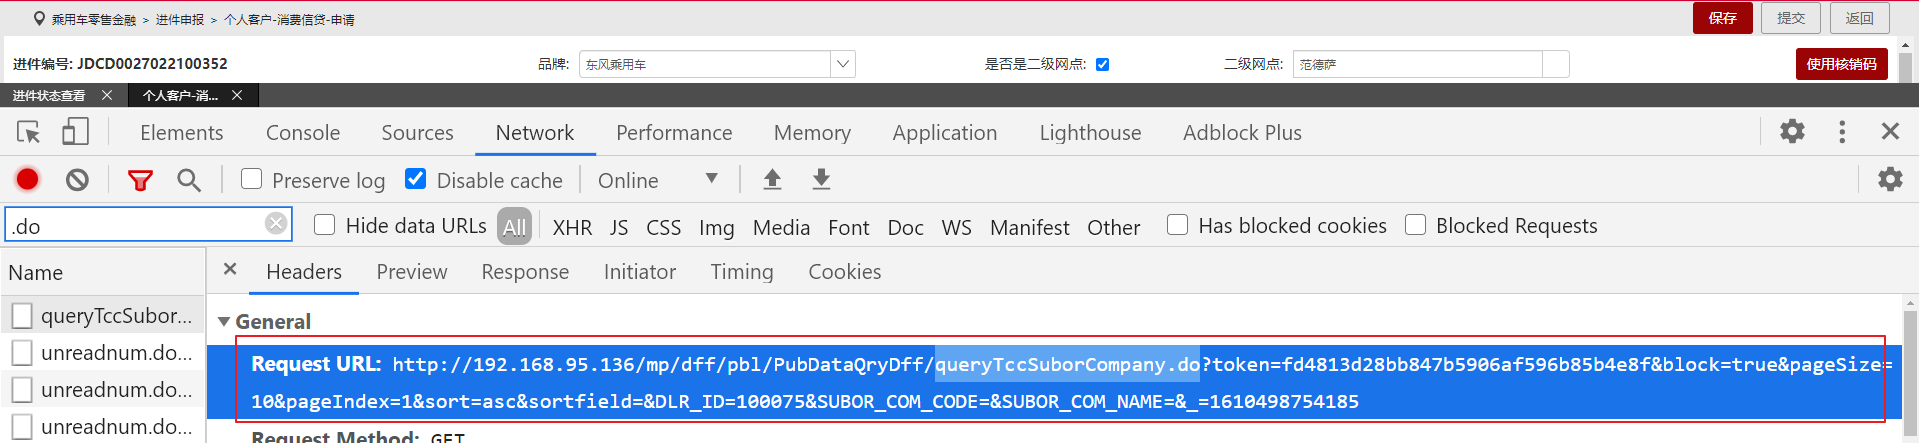 乘用车零售金融 > 进件申报 > 个人客户-消费信贷-申请 保存 提交 返回
进件编号: JDCD0027022100352 品牌: 东风乘用车 是否是二级网点: 二级网点: 范德萨 使用核销码
进件状态查看 个人客户-消...
Elements Console Sources Network Performance Memory Application Lighthouse Adblock Plus
Preserve log Disable cache Online
.do Hide data URLs All XHR JS CSS Img Media Font Doc WS Manifest Other Has blocked cookies Blocked Requests
Name Headers Preview Response Initiator Timing Cookies
queryTccSubor... General
unreadnum.do... Request URL: http://192.168.95.136/mp/dff/pbl/PubDataQryDff/queryTccSuborCompany.do?token=fd4813d28bb847b5906af596b85b4e8f&block=true&pageSize=
unreadnum.do... 10&pageIndex=1&sort=asc&sortfield=&DLR_ID=100075&SUBOR_COM_CODE=&SUBOR_COM_NAME=&_=1610498754185
unreadnum.do... Request Method: GET